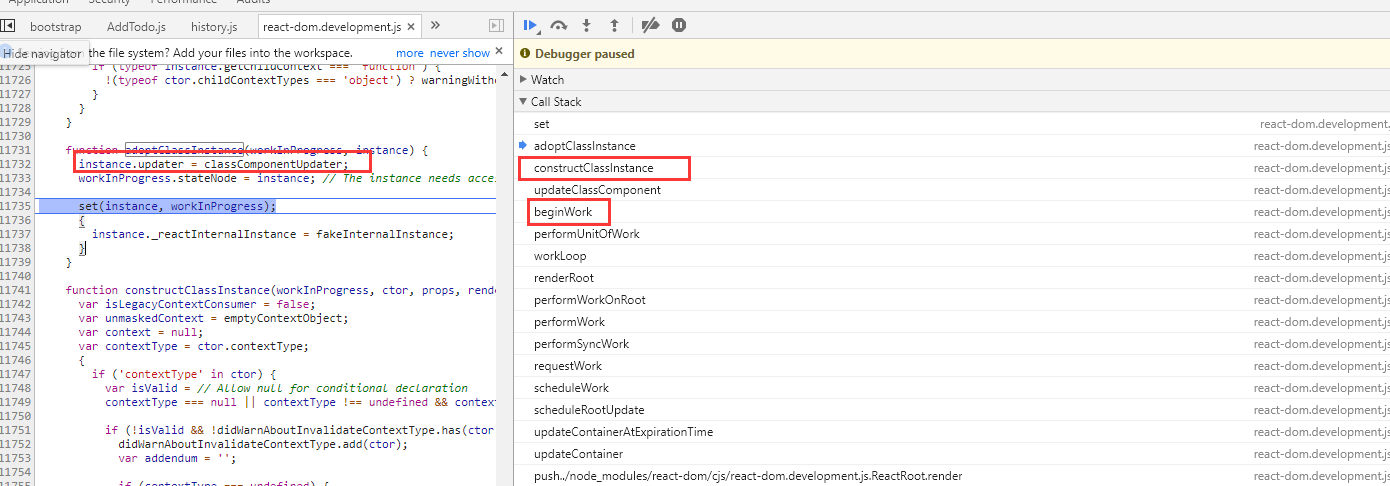 Application Security Performance Audits
bootstrap AddTodo.js history.js react-dom.development.js × »
Hide navigator the file system? Add your files into the workspace. more never show ×
11725 if (typeof instance.getChildContext === 'function') {
11726 !(typeof ctor.childContextTypes === 'object') ? warningWitho
11727 }
11728 }
11729 }
11730
11731 function adoptClassInstance(workInProgress, instance) {
11732 instance.updater = classComponentUpdater;
11733 workInProgress.stateNode = instance; // The instance needs acce
11734
11735 set(instance, workInProgress);
11736 {
11737 instance._reactInternalInstance = fakeInternalInstance;
11738 }
11739 }
11740
11741 function constructClassInstance(workInProgress, ctor, props, rende
11742 var isLegacyContextConsumer = false;
11743 var unmaskedContext = emptyContextObject;
11744 var context = null;
11745 var contextType = ctor.contextType;
11746 {
11747 if ('contextType' in ctor) {
11748 var isValid = // Allow null for conditional declaration
11749 contextType === null || contextType !== undefined && contex
11750
11751 if (!isValid && !didWarnAboutInvalidateContextType.has(ctor
11752 didWarnAboutInvalidateContextType.add(ctor);
11753 var addendum = '';
11754
if (contextType === undefined) {
Debugger paused
Watch
Call Stack
set react-dom.development.
adoptClassInstance react-dom.development.js
constructClassInstance react-dom.development.js
updateClassComponent react-dom.development.js
beginWork react-dom.development.js
performUnitOfWork react-dom.development.js
workLoop react-dom.development.js
renderRoot react-dom.development.js
performWorkOnRoot react-dom.development.js
performWork react-dom.development.js
performSyncWork react-dom.development.js
requestWork react-dom.development.js
scheduleWork react-dom.development.js
scheduleRootUpdate react-dom.development.js
updateContainerAtExpirationTime react-dom.development.js
updateContainer react-dom.development.js
push../node_modules/react-dom/cjs/react-dom.development.js.ReactRoot.render react-dom.development.js